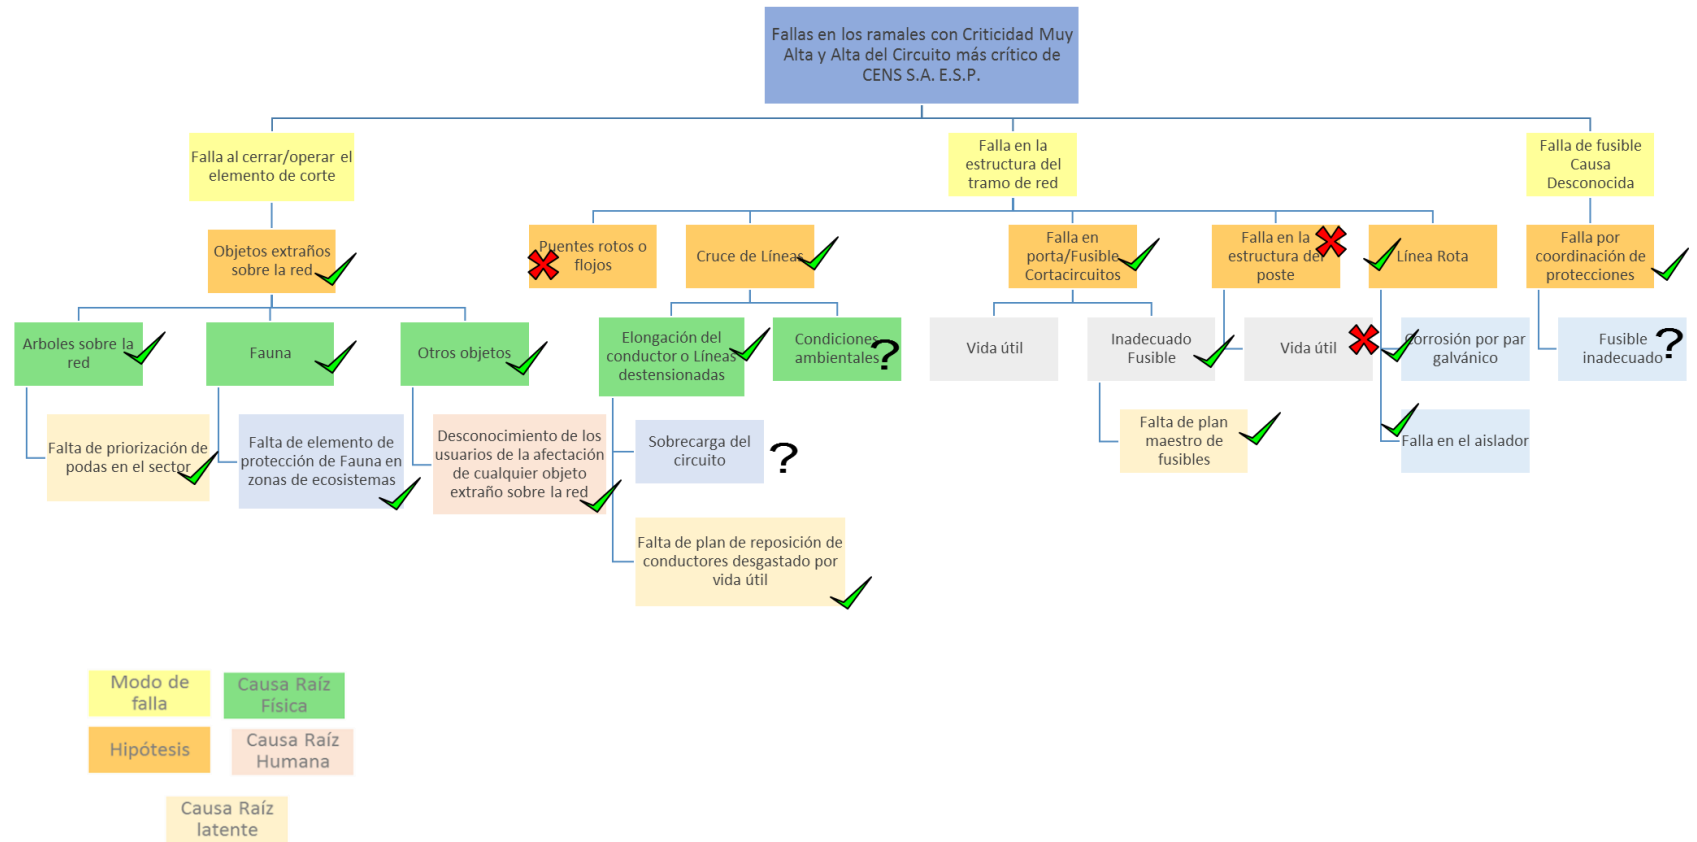 Fallas en los ramales con Criticidad Muy
Alta y Alta del Circuito más crítico de
CENS S.A. E.S.P.
Falla al cerrar/operar el
elemento de corte
Falla en la
estructura del
tramo de red
Falla de fusible
Causa
Desconocida
Objetos extraños
sobre la red
Puentes rotos o
flojos
Cruce de Líneas
Falla en
porta/Fusible
Cortacircuitos
Falla en la
estructura del
poste
Línea Rota
Falla por
coordinación de
protecciones
Arboles sobre la
red
Fauna
Otros objetos
Elongación del
conductor o Líneas
destensionadas
Condiciones
ambientales
?
Vida útil
Inadecuado
Fusible
Vida útil
Corrosión por par
galvánico
Fusible
inadecuado
?
Falta de priorización de
podas en el sector
Falta de elemento de
protección de Fauna en
zonas de ecosistemas
Desconocimiento de los
usuarios de la afectación
de cualquier objeto
extraño sobre la red
Sobrecarga del
circuito
?
Falta de plan
maestro de
fusibles
Falla en el aislador
Falta de plan de reposición de
conductores desgastado por
vida útil
Modo de
falla
Causa Raíz
Física
Hipótesis
Causa Raíz
Humana
Causa Raíz
latente